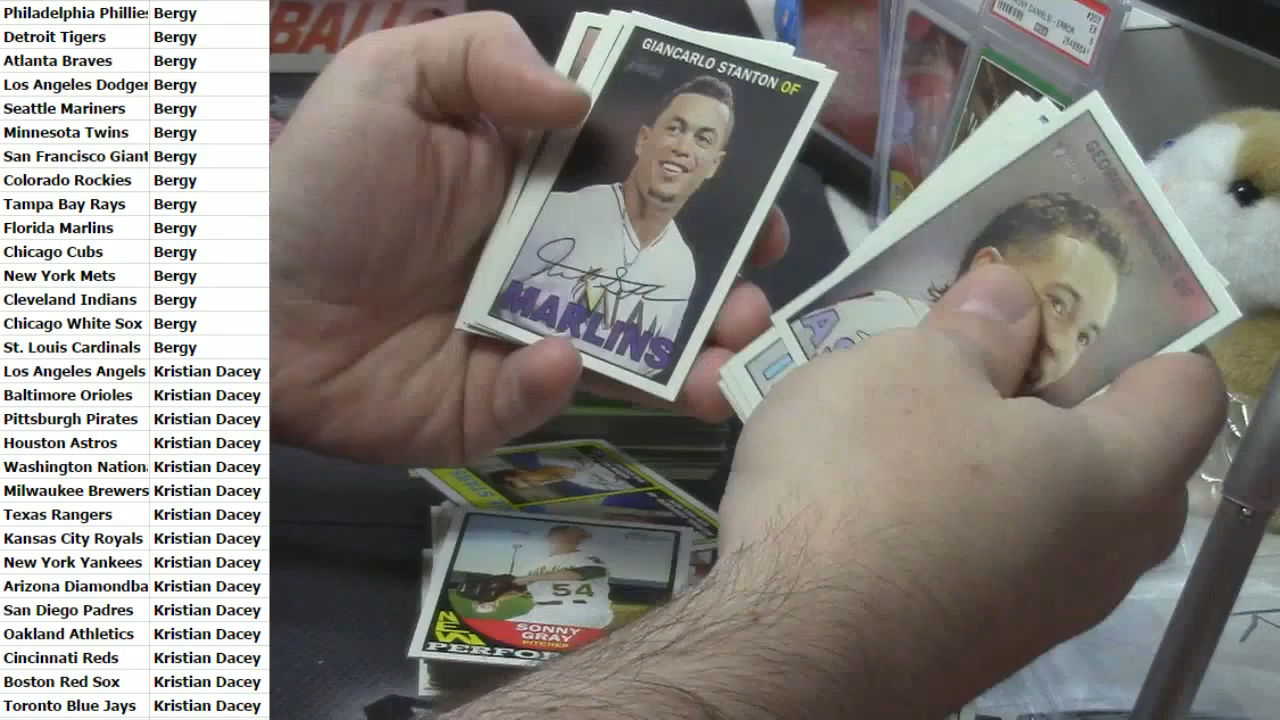 Philadelphia Phillies Bergy
Detroit Tigers Bergy
Atlanta Braves Bergy
Los Angeles Dodger Bergy
Seattle Mariners Bergy
Minnesota Twins Bergy
San Francisco Giant Bergy
Colorado Rockies Bergy
Tampa Bay Rays Bergy
Florida Marlins Bergy
Chicago Cubs Bergy
New York Mets Bergy
Cleveland Indians Bergy
Chicago White Sox Bergy
St. Louis Cardinals Bergy
Los Angeles Angels Kristian Dacey
Baltimore Orioles Kristian Dacey
Pittsburgh Pirates Kristian Dacey
Houston Astros Kristian Dacey
Washington Nation Kristian Dacey
Milwaukee Brewers Kristian Dacey
Texas Rangers Kristian Dacey
Kansas City Royals Kristian Dacey
New York Yankees Kristian Dacey
Arizona Diamondba Kristian Dacey
San Diego Padres Kristian Dacey
Oakland Athletics Kristian Dacey
Cincinnati Reds Kristian Dacey
Boston Red Sox Kristian Dacey
Toronto Blue Jays Kristian Dacey
GIANCARLO STANTON OF
MARLINS
54
SONNY
GRAY
PITCHER
NEW
PERFO